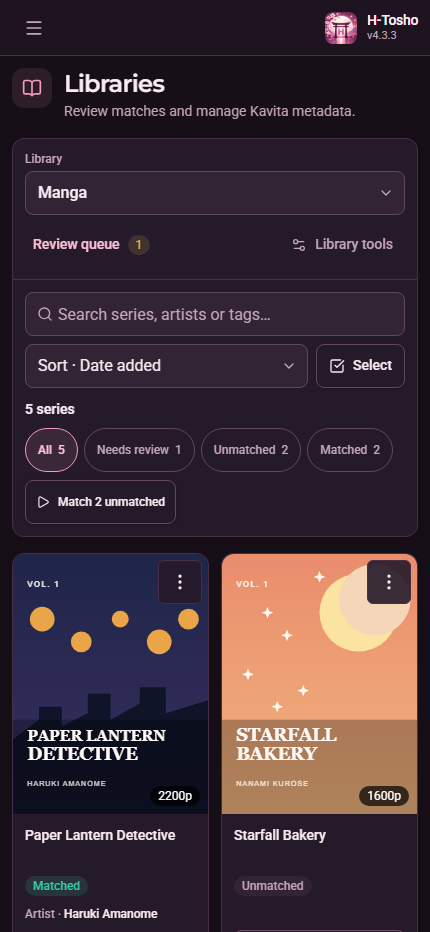 H-Tosho
v4.3.3
Libraries
Review matches and manage Kavita metadata.
Library
Manga
Review queue 1
Library tools
Search series, artists or tags...
Sort · Date added
Select
5 series
All 5
Needs review 1
Unmatched 2
Matched 2
Match 2 unmatched
VOL. 1
PAPER LANTERN
DETECTIVE
HARUKI AMANOME
2200p
Paper Lantern Detective
Matched
Artist · Haruki Amanome
VOL. 1
STARFALL
BAKERY
NANAMI KUROSE
1600p
Starfall Bakery
Unmatched